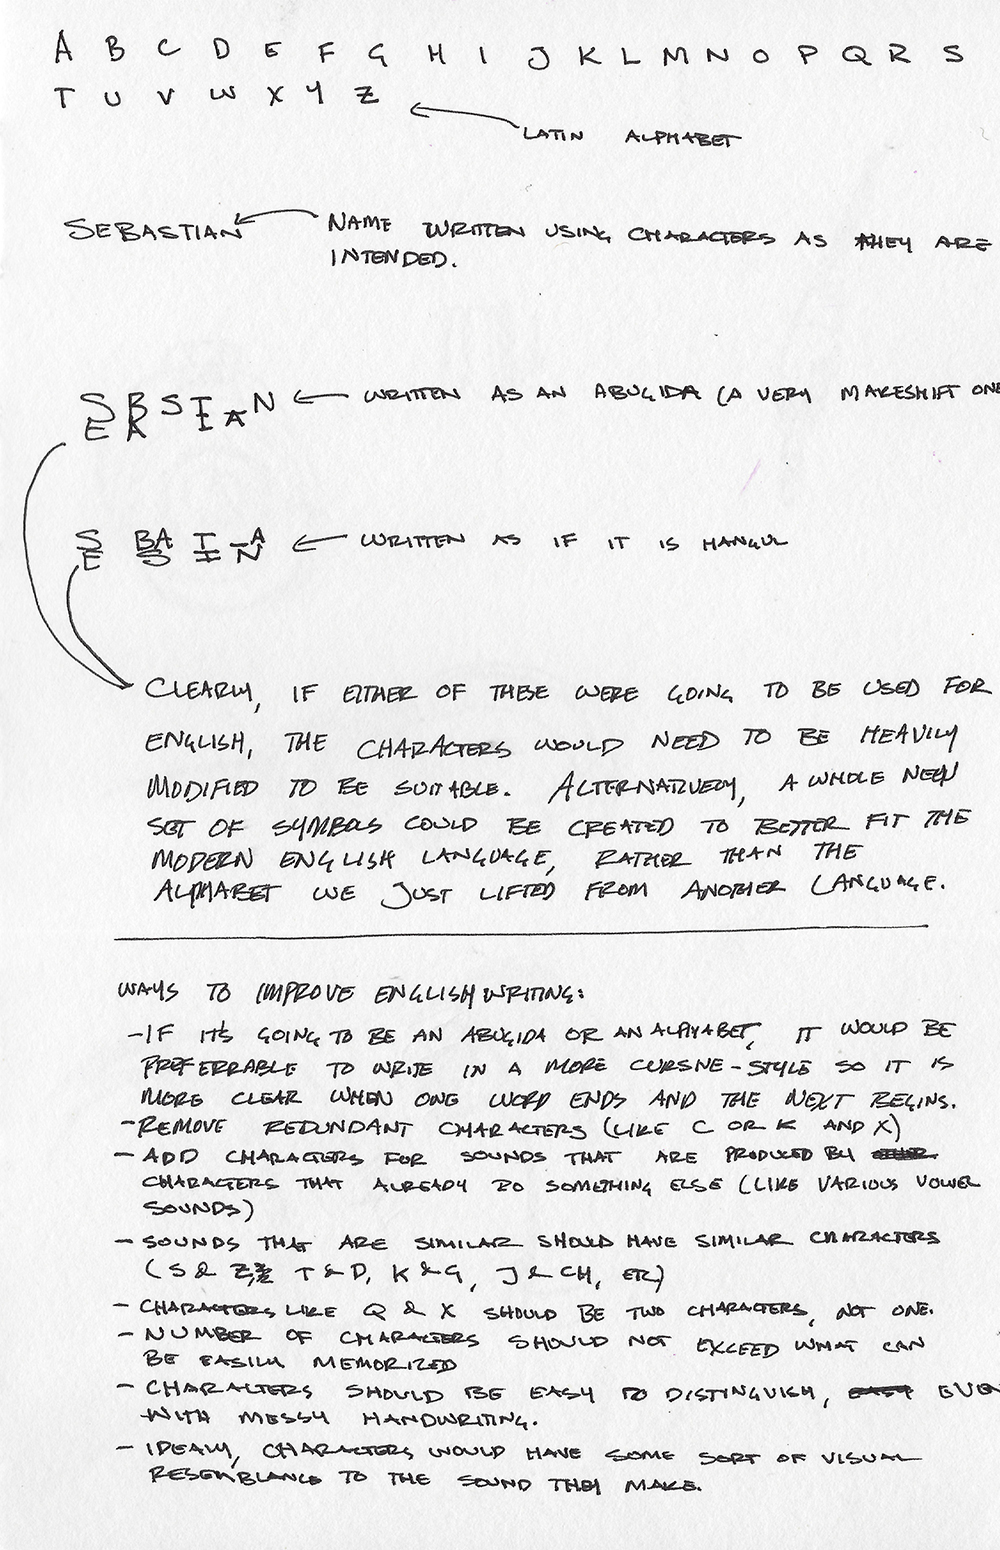 A B C D E F G H I J K L M N O P Q R S
T U V W X Y Z
LATIN ALPHABET
SEBASTIAN
NAME WRITTEN USING CHARACTERS AS THEY ARE
INTENDED.
S B S T A N
E A I
WRITTEN AS AN ABUGIDA (A VERY MAKESHIFT ONE
S BA T - A
E S I N
WRITTEN AS IF IT IS HANGUL
CLEARLY, IF EITHER OF THESE WERE GOING TO BE USED FOR
ENGLISH, THE CHARACTERS WOULD NEED TO BE HEAVILY
MODIFIED TO BE SUITABLE. ALTERNATIVELY, A WHOLE NEW
SET OF SYMBOLS COULD BE CREATED TO BETTER FIT THE
MODERN ENGLISH LANGUAGE, RATHER THAN THE
ALPHABET WE JUST LIFTED FROM ANOTHER LANGUAGE.
WAYS TO IMPROVE ENGLISH WRITING:
- IF IT'S GOING TO BE AN ABUGIDA OR AN ALPHABET, IT WOULD BE
PREFERRABLE TO WRITE IN A MORE CURSIVE-STYLE SO IT IS
MORE CLEAR WHEN ONE WORD ENDS AND THE NEXT BEGINS.
- REMOVE REDUNDANT CHARACTERS (LIKE C OR K AND X)
- ADD CHARACTERS FOR SOUNDS THAT ARE PRODUCED BY
CHARACTERS THAT ALREADY DO SOMETHING ELSE (LIKE VARIOUS VOWEL
SOUNDS)
- SOUNDS THAT ARE SIMILAR SHOULD HAVE SIMILAR CHARACTERS
(S & Z, T & D, K & G, J & CH, ETC)
- CHARACTERS LIKE Q & X SHOULD BE TWO CHARACTERS, NOT ONE.
- NUMBER OF CHARACTERS SHOULD NOT EXCEED WHAT CAN
BE EASILY MEMORIZED
- CHARACTERS SHOULD BE EASY TO DISTINGUISH, EVEN
WITH MESSY HANDWRITING.
- IDEALLY, CHARACTERS WOULD HAVE SOME SORT OF VISUAL
RESEMBLANCE TO THE SOUND THEY MAKE.